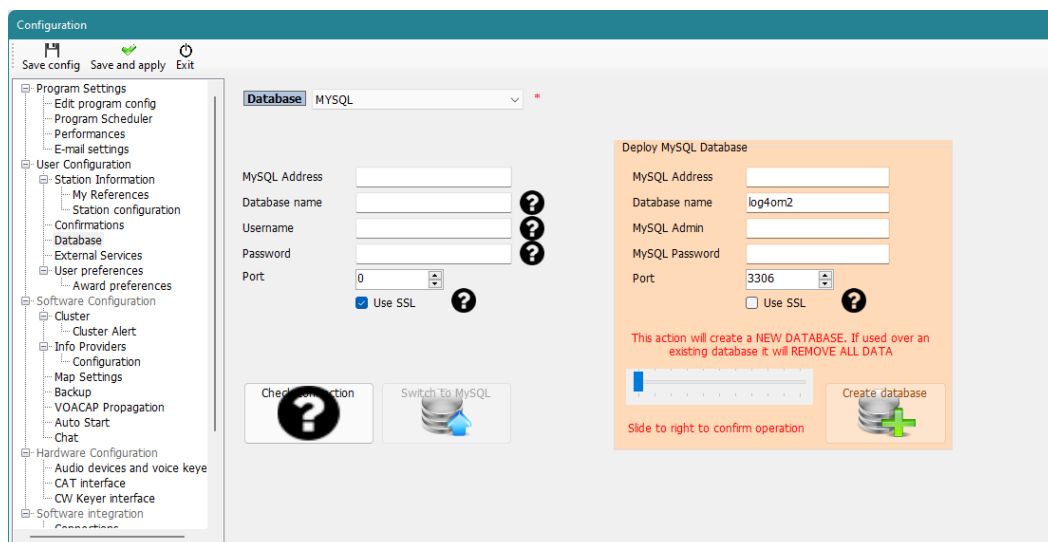 Configuration
Save config Save and apply Exit
Program Settings
Edit program config
Program Scheduler
Performances
E-mail settings
User Configuration
Station Information
My References
Station configuration
Confirmations
Database
External Services
User preferences
Award preferences
Software Configuration
Cluster
Cluster Alert
Info Providers
Configuration
Map Settings
Backup
VOACAP Propagation
Auto Start
Chat
Hardware Configuration
Audio devices and voice keye
CAT interface
CW Keyer interface
Software integration
Connections
Database MYSQL *
MySQL Address
Database name ?
Username ?
Password ?
Port 0
Use SSL ?
Check connection
?
Switch to MySQL
Deploy MySQL Database
MySQL Address
Database name log4om2
MySQL Admin
MySQL Password
Port 3306
Use SSL ?
This action will create a NEW DATABASE. If used over an
existing database it will REMOVE ALL DATA
Slide to right to confirm operation
Create database